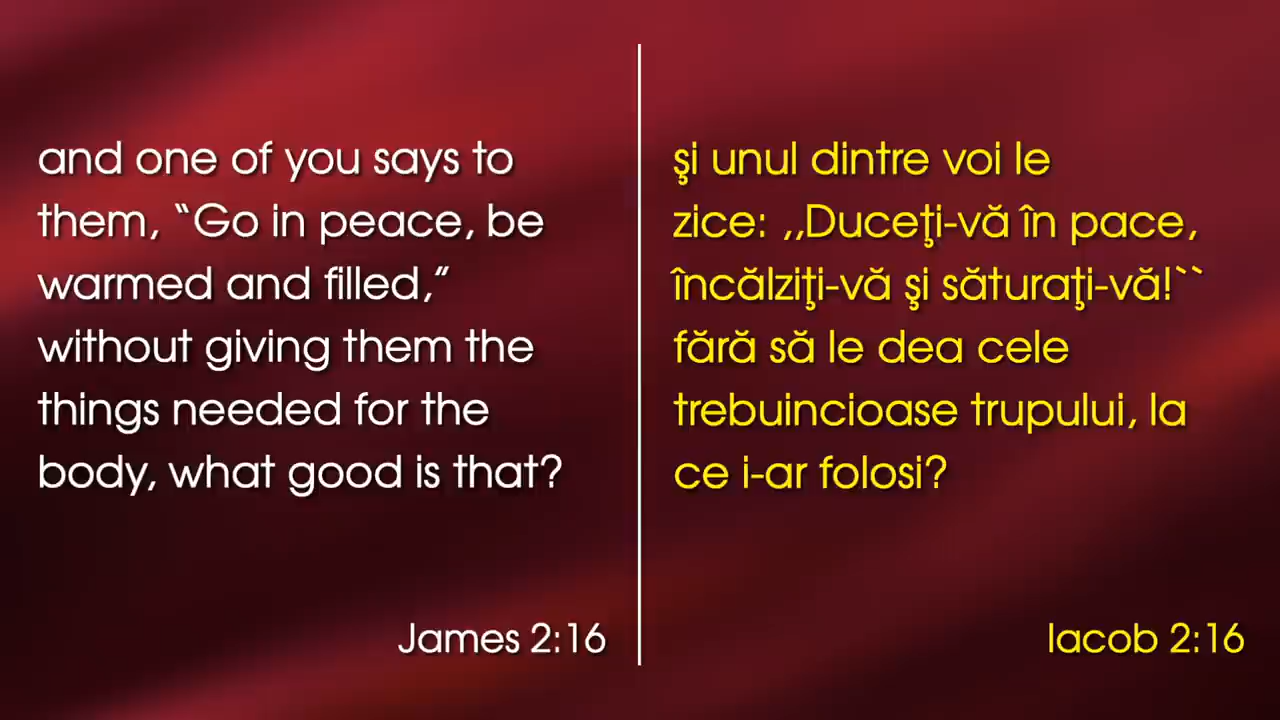 and one of you says to
them, “Go in peace, be
warmed and filled,”
without giving them the
things needed for the
body, what good is that?
James 2:16
şi unul dintre voi le
zice: ,,Duceţi-vă în pace,
încălziţi-vă şi săturaţi-vă!``
fără să le dea cele
trebuincioase trupului, la
ce i-ar folosi?
Iacob 2:16